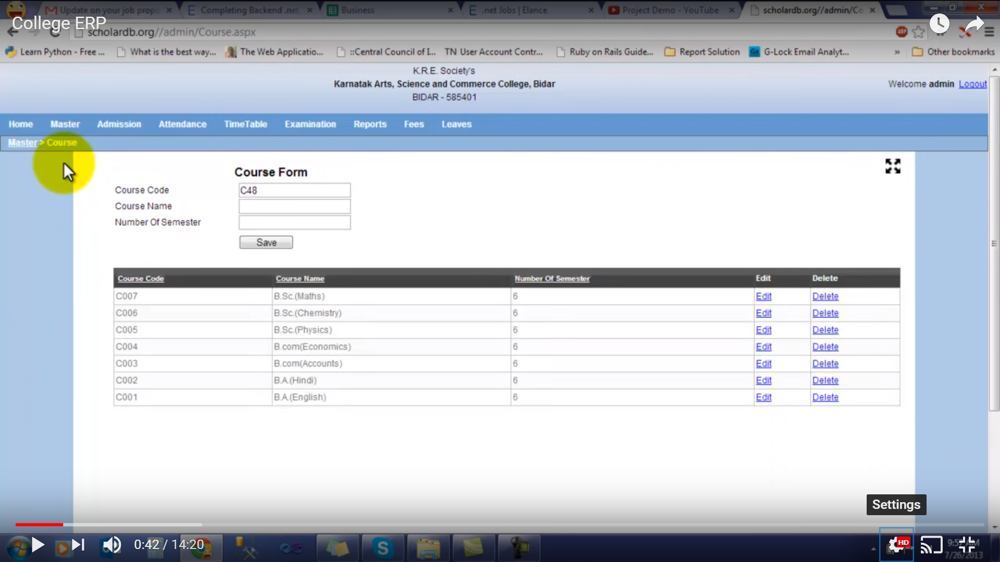 Update on your job propo
Completing Backend .net
Business
.net Jobs | Elance
Project Demo - YouTube
scholardb.org//admin/Co
College ERP
scholardb.org//admin/Course.aspx
ABP
Learn Python - Free ...
What is the best way...
The Web Applicatio...
::Central Council of I...
TN User Account Contr...
Ruby on Rails Guide...
Report Solution
Ga G-Lock Email Analyt...
»
Other bookmarks
K.R.E. Society's
Karnatak Arts, Science and Commerce College, Bidar
BIDAR - 585401
Welcome admin Logout
Home Master Admission Attendance TimeTable Examination Reports Fees Leaves
Master > Course
Course Form
Course Code C48
Course Name
Number Of Semester
Save
Course Code Course Name Number Of Semester Edit Delete
C007 B.Sc.(Maths) 6 Edit Delete
C006 B.Sc.(Chemistry) 6 Edit Delete
C005 B.Sc.(Physics) 6 Edit Delete
C004 B.com(Economics) 6 Edit Delete
C003 B.com(Accounts) 6 Edit Delete
C002 B.A.(Hindi) 6 Edit Delete
C001 B.A.(English) 6 Edit Delete
Settings
0:42 / 14:20
HD
7/26/2013